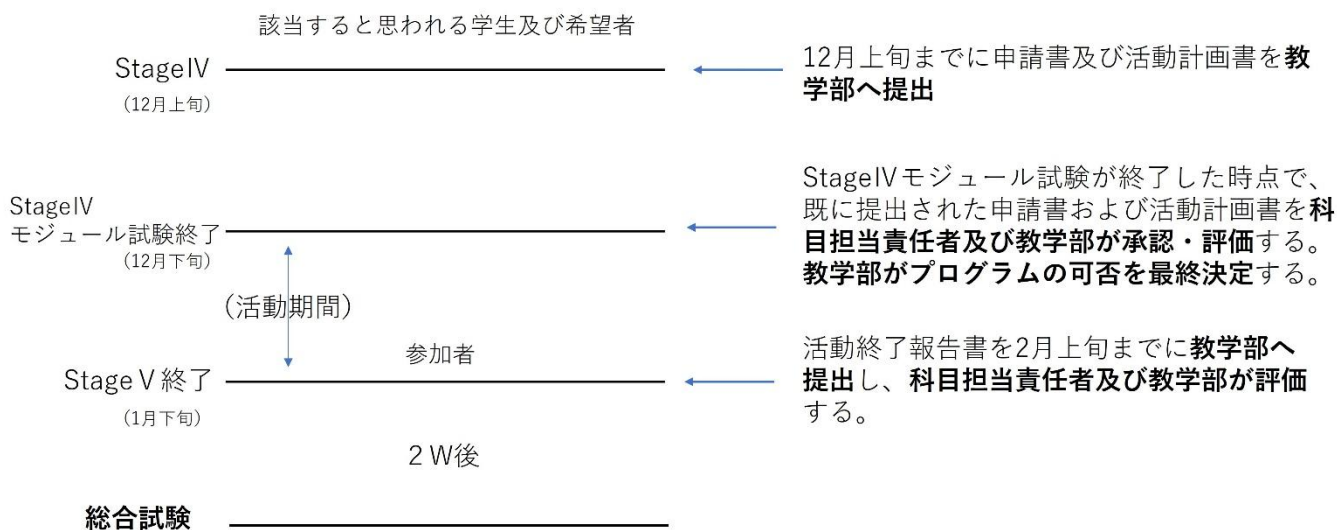 該当すると思われる学生及び希望者
StageⅣ
(12月上旬)
12月上旬までに申請書及び活動計画書を教
学部へ提出
StageⅣ
モジュール試験終了
(12月下旬)
StageⅣモジュール試験が終了した時点で、
既に提出された申請書および活動計画書を科
目担当責任者及び教学部が承認・評価する。
教学部がプログラムの可否を最終決定する。
(活動期間)
参加者
Stage Ⅴ 終了
(1月下旬)
活動終了報告書を2月上旬までに教学部へ
提出し、科目担当責任者及び教学部が評価
する。
2 W後
総合試験